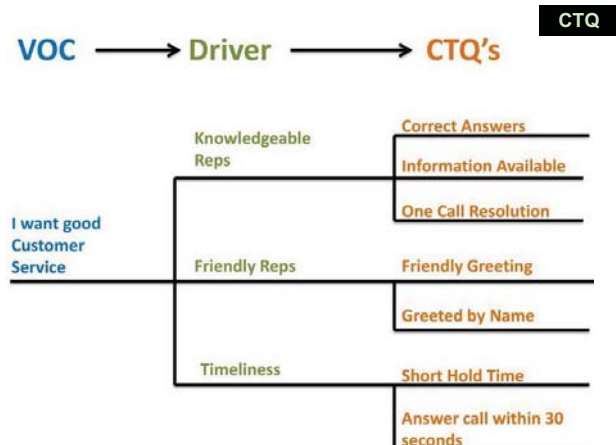 CTQ
VOC Driver CTQ's
Knowledgeable
Reps
Correct Answers
Information Available
One Call Resolution
I want good
Customer
Service
Friendly Reps
Friendly Greeting
Greeted by Name
Timeliness
Short Hold Time
Answer call within 30
seconds